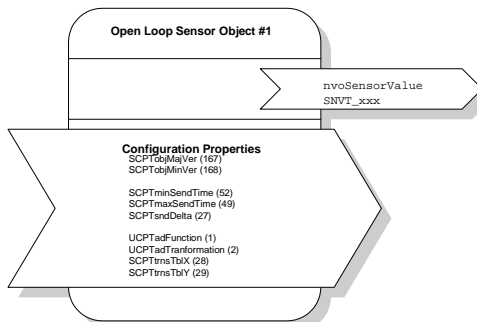 Open Loop Sensor Object #1
nvoSensorValue
SNVT_xxx
Configuration Properties
SCPTobjMajVer (167)
SCPTobjMinVer (168)
SCPTminSendTime (52)
SCPTmaxSendTime (49)
SCPTsndDelta (27)
UCPTadFunction (1)
UCPTadTranformation (2)
SCPTtrnsTblX (28)
SCPTtrnsTblY (29)